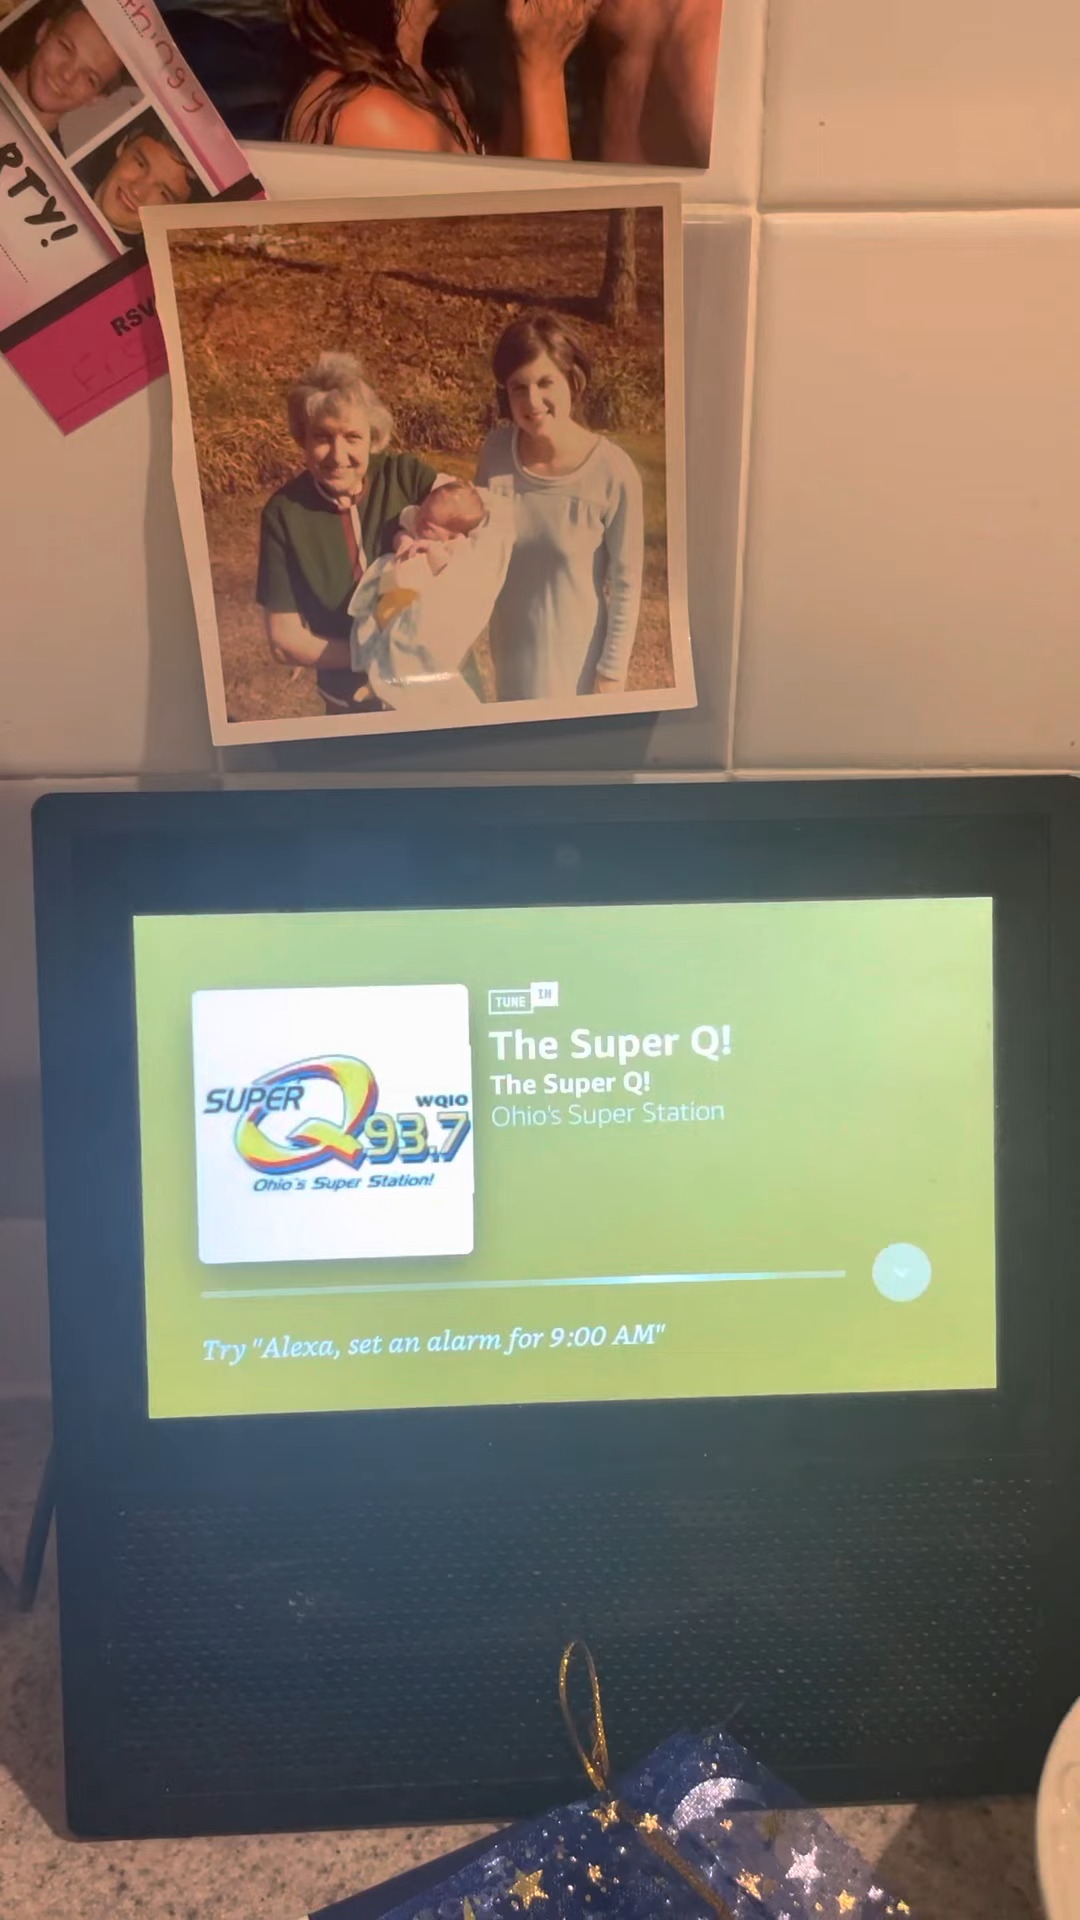 RTY!
RSV
TUNE IN
The Super Q!
The Super Q!
Ohio's Super Station
SUPER Q WQIO
93.7
Ohio's Super Station!
Try "Alexa, set an alarm for 9:00 AM"